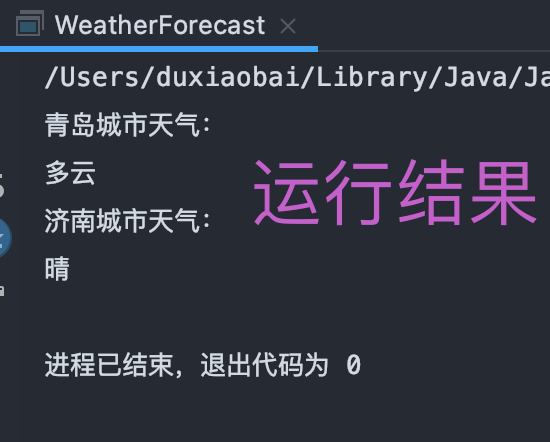 WeatherForecast
/Users/duxiaobai/Library/Java/Ja
青岛城市天气：
多云
运行结果
济南城市天气：
晴
进程已结束，退出代码为 0